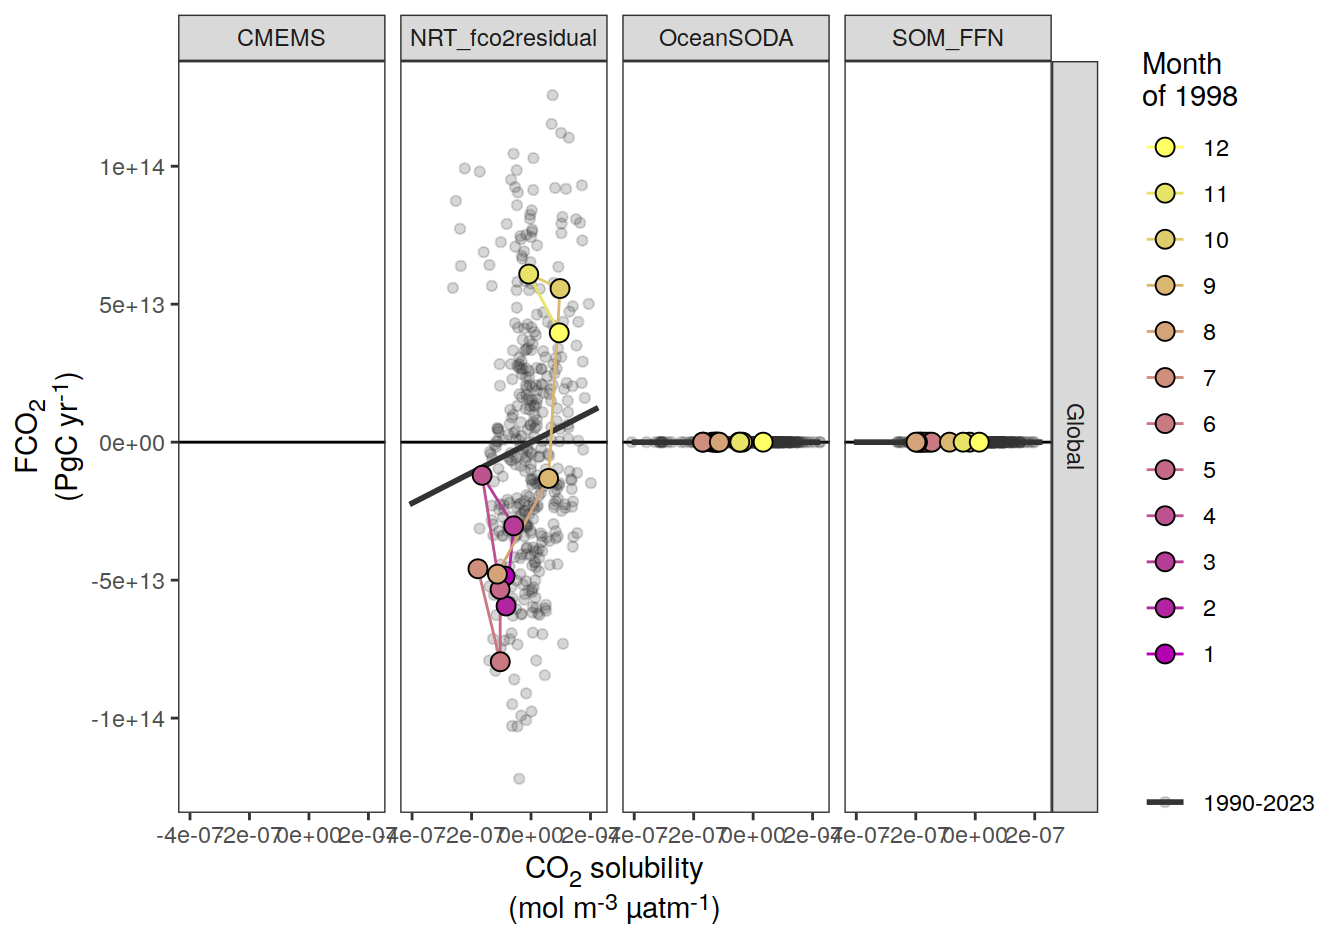 CMEMS
NRT_fco2residual
OceanSODA
SOM_FFN
Global
1e+14
5e+13
0e+00
-5e+13
-1e+14
FCO2
(PgC yr-1)
-4e-07 -2e-07 0e+00 2e-07
-4e-07 -2e-07 0e+00 2e-07
-4e-07 -2e-07 0e+00 2e-07
-4e-07 -2e-07 0e+00 2e-07
CO2 solubility
(mol m-3 µatm-1)
Month
of 1998
12
11
10
9
8
7
6
5
4
3
2
1
1990-2023